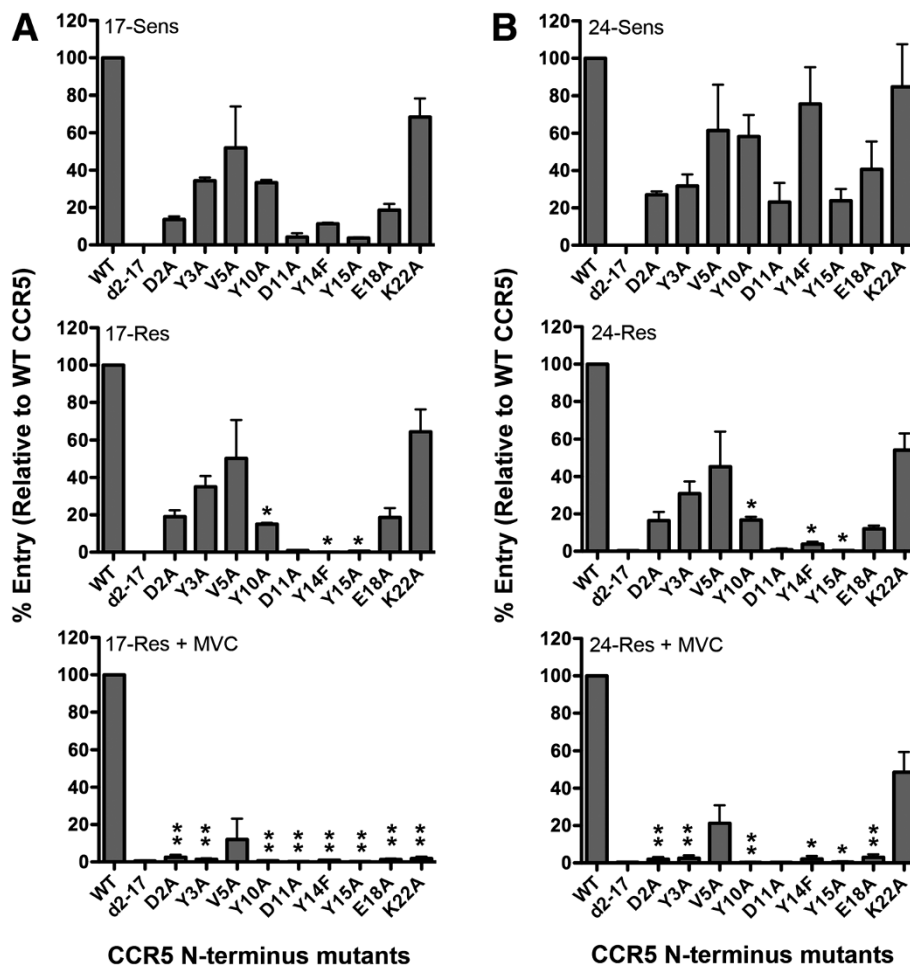 A
17-Sens
% Entry (Relative to WT CCR5)
120
100
80
60
40
20
0
WT
d2-17
D2A
Y3A
V5A
Y10A
D11A
Y14F
Y15A
E18A
K22A
17-Res
120
100
80
60
40
20
0
* * *
WT
d2-17
D2A
Y3A
V5A
Y10A
D11A
Y14F
Y15A
E18A
K22A
17-Res + MVC
120
100
80
60
40
20
0
** ** ** ** ** ** ** **
WT
d2-17
D2A
Y3A
V5A
Y10A
D11A
Y14F
Y15A
E18A
K22A
CCR5 N-terminus mutants
B
24-Sens
% Entry (Relative to WT CCR5)
120
100
80
60
40
20
0
WT
d2-17
D2A
Y3A
V5A
Y10A
D11A
Y14F
Y15A
E18A
K22A
24-Res
120
100
80
60
40
20
0
* * *
WT
d2-17
D2A
Y3A
V5A
Y10A
D11A
Y14F
Y15A
E18A
K22A
24-Res + MVC
120
100
80
60
40
20
0
** ** ** * * **
WT
d2-17
D2A
Y3A
V5A
Y10A
D11A
Y14F
Y15A
E18A
K22A
CCR5 N-terminus mutants